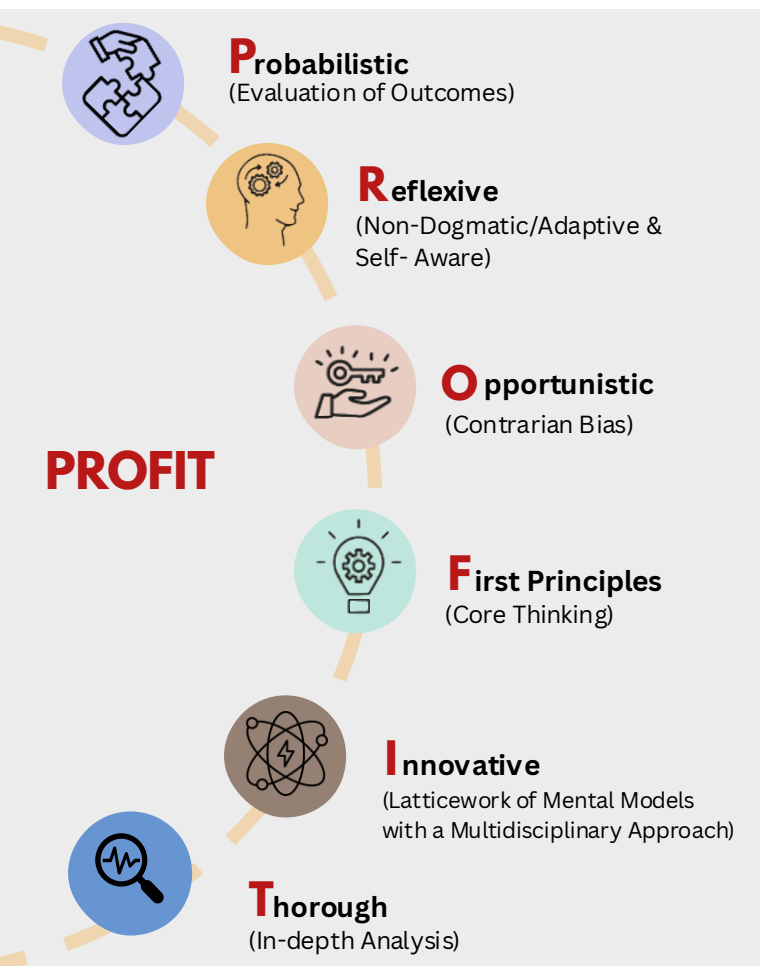 Probabilistic
(Evaluation of Outcomes)
Reflexive
(Non-Dogmatic/Adaptive &
Self- Aware)
Opportunistic
(Contrarian Bias)
PROFIT
First Principles
(Core Thinking)
Innovative
(Latticework of Mental Models
with a Multidisciplinary Approach)
Thorough
(In-depth Analysis)